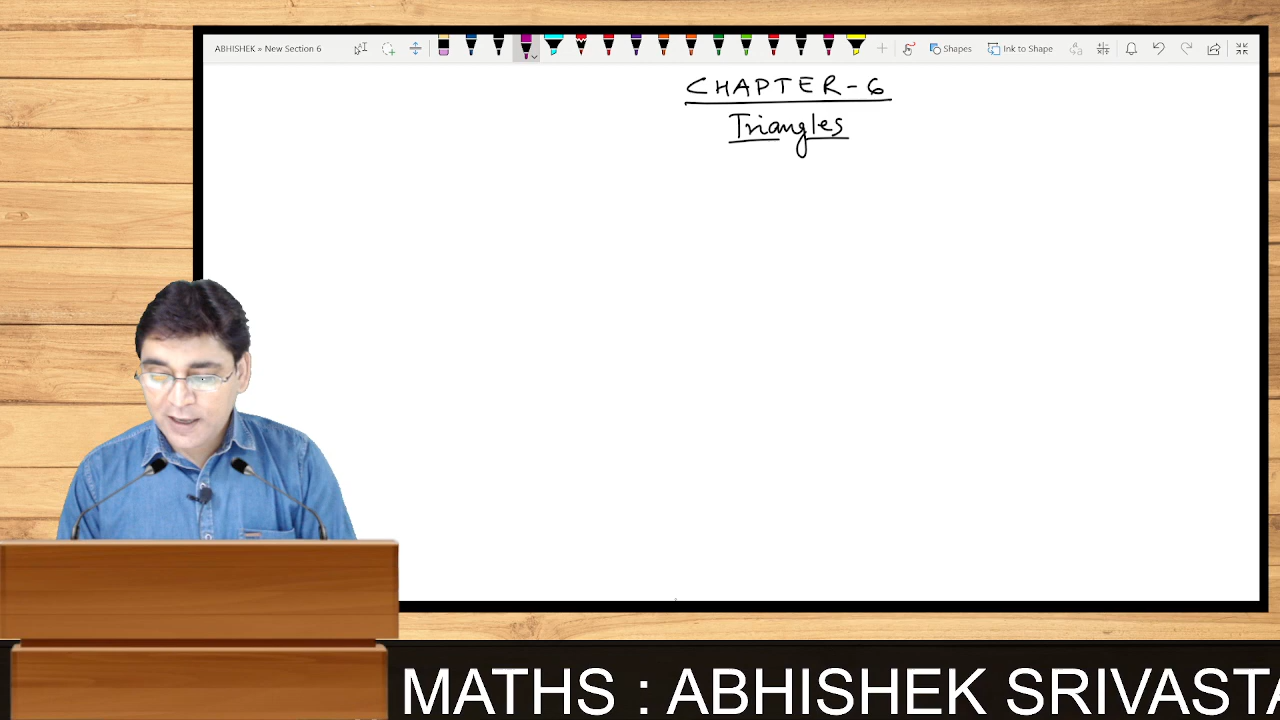 ABHISHEK » New Section 6
Shapes
Ink to Shape
CHAPTER-6
Triangles
MATHS : ABHISHEK SRIVASTA